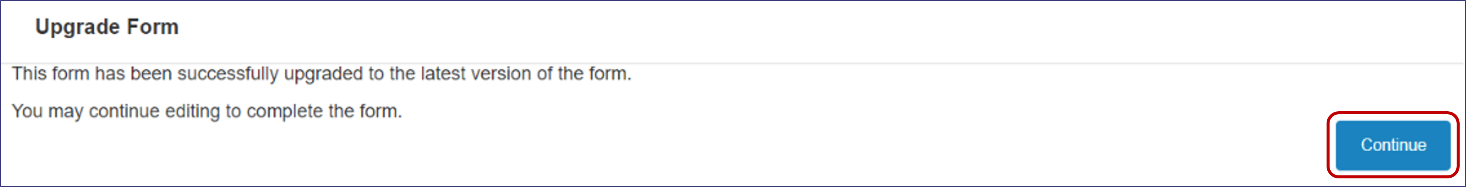 Upgrade Form
This form has been successfully upgraded to the latest version of the form.
You may continue editing to complete the form.
Continue